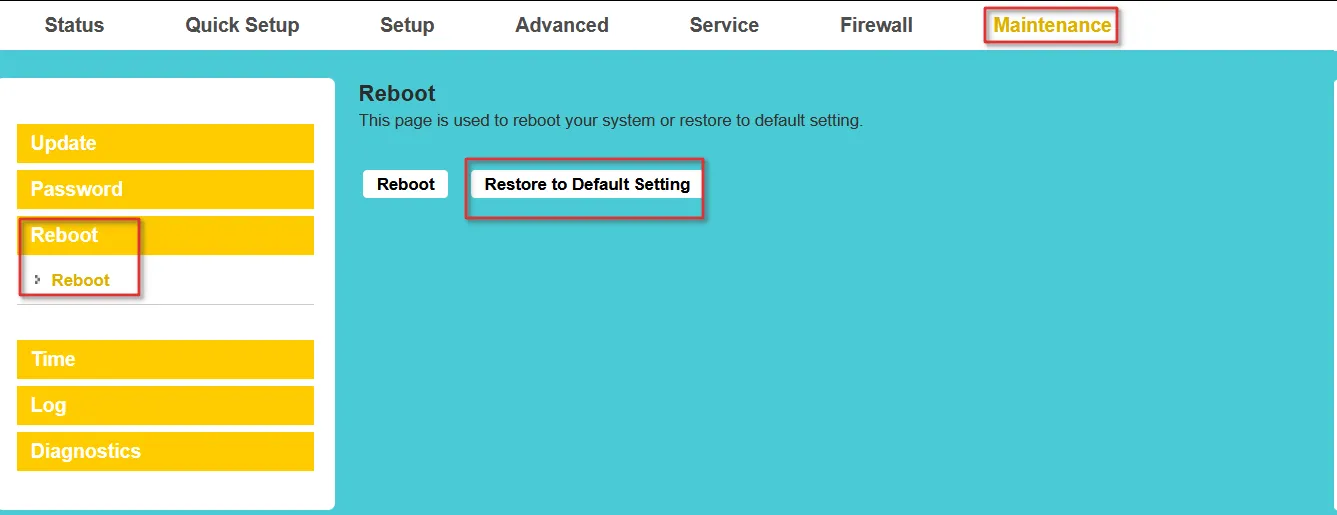 Status Quick Setup Setup Advanced Service Firewall Maintenance
Update
Password
Reboot
Reboot
Time
Log
Diagnostics
Reboot
This page is used to reboot your system or restore to default setting.
Reboot Restore to Default Setting